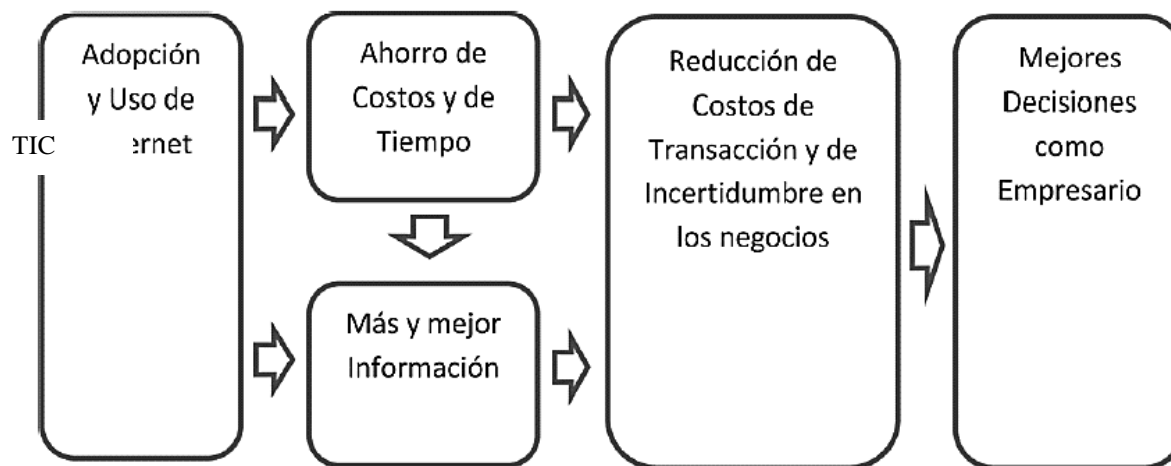 Adopción
y Uso de
TIC ernet
Ahorro de
Costos y de
Tiempo
Más y mejor
Información
Reducción de
Costos de
Transacción y de
Incertidumbre en
los negocios
Mejores
Decisiones
como
Empresario